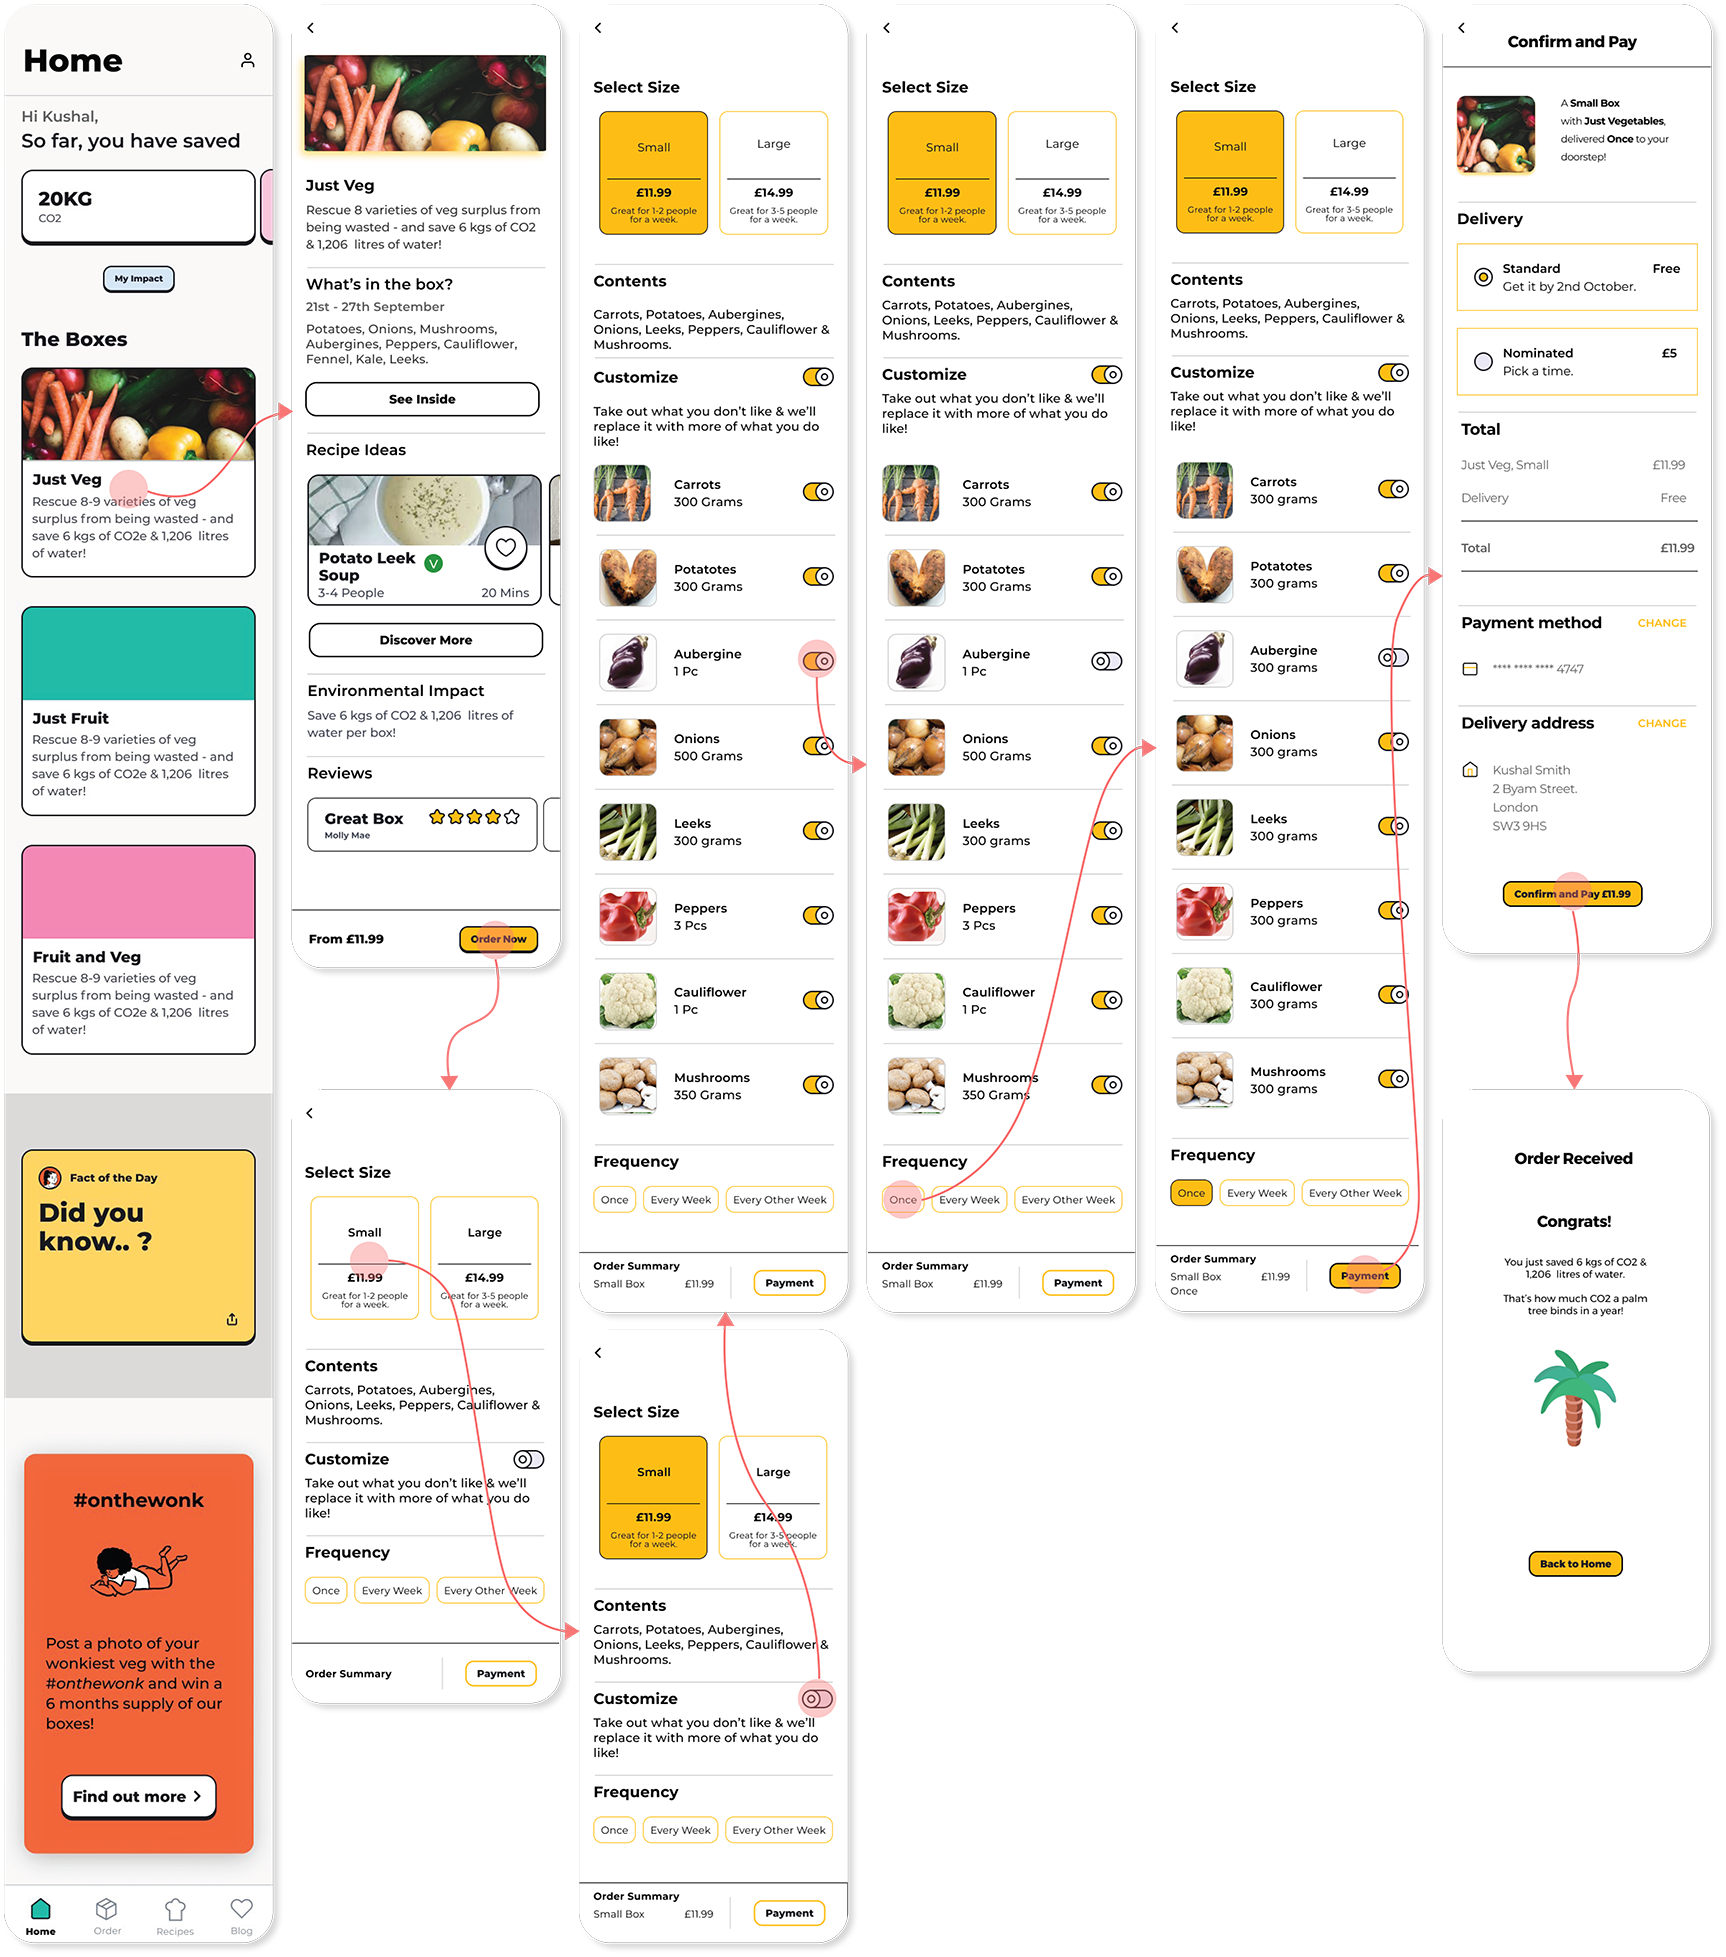 Home
Hi Kushal,
So far, you have saved
20KG
CO2
My Impact
The Boxes
Just Veg
Rescue 8-9 varieties of veg
surplus from being wasted - and
save 6 kgs of CO2e & 1,206 litres
of water!
Just Fruit
Rescue 8-9 varieties of veg
surplus from being wasted - and
save 6 kgs of CO2e & 1,206 litres
of water!
Fruit and Veg
Rescue 8-9 varieties of veg
surplus from being wasted - and
save 6 kgs of CO2e & 1,206 litres
of water!
Fact of the Day
Did you
know.. ?
#onthewonk
Post a photo of your
wonkiest veg with the
#onthewonk and win a
6 months supply of our
boxes!
Find out more
Home
Order
Recipes
Blog
Just Veg
Rescue 8 varieties of veg surplus from
being wasted - and save 6 kgs of CO2
& 1,206 litres of water!
What's in the box?
21st - 27th September
Potatoes, Onions, Mushrooms,
Aubergines, Peppers, Cauliflower,
Fennel, Kale, Leeks.
See Inside
Recipe Ideas
Potato Leek
Soup
V
3-4 People
20 Mins
Discover More
Environmental Impact
Save 6 kgs of CO2 & 1,206 litres of
water per box!
Reviews
Great Box
Molly Mae
From £11.99
Order Now
Select Size
Small
£11.99
Great for 1-2 people
for a week.
Large
£14.99
Great for 3-5 people
for a week.
Contents
Carrots, Potatoes, Aubergines,
Onions, Leeks, Peppers, Cauliflower &
Mushrooms.
Customize
Take out what you don't like & we'll
replace it with more of what you do
like!
Frequency
Once
Every Week
Every Other Week
Order Summary
Payment
Select Size
Small
£11.99
Great for 1-2 people
for a week.
Large
£14.99
Great for 3-5 people
for a week.
Contents
Carrots, Potatoes, Aubergines,
Onions, Leeks, Peppers, Cauliflower &
Mushrooms.
Customize
Take out what you don't like & we'll
replace it with more of what you do
like!
Frequency
Once
Every Week
Every Other Week
Order Summary
Small Box
£11.99
Payment
Select Size
Small
£11.99
Great for 1-2 people
for a week.
Large
£14.99
Great for 3-5 people
for a week.
Contents
Carrots, Potatoes, Aubergines,
Onions, Leeks, Peppers, Cauliflower &
Mushrooms.
Customize
Take out what you don't like & we'll
replace it with more of what you do
like!
Carrots
300 Grams
Potatotes
300 Grams
Aubergine
1 Pc
Onions
500 Grams
Leeks
300 grams
Peppers
3 Pcs
Cauliflower
1 Pc
Mushrooms
350 Grams
Frequency
Once
Every Week
Every Other Week
Order Summary
Small Box
£11.99
Payment
Select Size
Small
£11.99
Great for 1-2 people
for a week.
Large
£14.99
Great for 3-5 people
for a week.
Contents
Carrots, Potatoes, Aubergines,
Onions, Leeks, Peppers, Cauliflower &
Mushrooms.
Customize
Take out what you don't like & we'll
replace it with more of what you do
like!
Carrots
300 Grams
Potatotes
300 Grams
Aubergine
1 Pc
Onions
500 Grams
Leeks
300 grams
Peppers
3 Pcs
Cauliflower
1 Pc
Mushrooms
350 Grams
Frequency
Once
Every Week
Every Other Week
Order Summary
Small Box
£11.99
Payment
Select Size
Small
£11.99
Great for 1-2 people
for a week.
Large
£14.99
Great for 3-5 people
for a week.
Contents
Carrots, Potatoes, Aubergines,
Onions, Leeks, Peppers, Cauliflower &
Mushrooms.
Customize
Take out what you don't like & we'll
replace it with more of what you do
like!
Carrots
300 grams
Potatotes
300 grams
Aubergine
300 grams
Onions
300 grams
Leeks
300 grams
Peppers
300 grams
Cauliflower
300 grams
Mushrooms
300 grams
Frequency
Once
Every Week
Every Other Week
Order Summary
Small Box
£11.99
Once
Payment
Confirm and Pay
A Small Box
with Just Vegetables,
delivered Once to your
doorstep!
Delivery
Standard
Free
Get it by 2nd October.
Nominated
£5
Pick a time.
Total
Just Veg, Small
£11.99
Delivery
Free
Total
£11.99
Payment method
CHANGE
**** **** **** 4747
Delivery address
CHANGE
Kushal Smith
2 Byam Street.
London
SW3 9HS
Confirm and Pay £11.99
Order Received
Congrats!
You just saved 6 kgs of CO2 &
1,206 litres of water.
That's how much CO2 a palm
tree binds in a year!
Back to Home